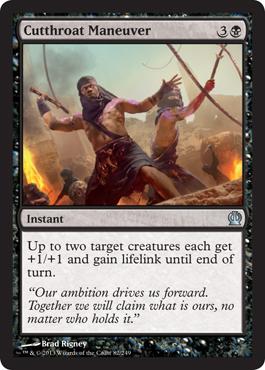 Cutthroat Maneuver 3
Instant
Up to two target creatures each get
+1/+1 and gain lifelink until end of
turn.
“Our ambition drives us forward.
Together we will claim what is ours, no
matter who holds it.”
Brad Rigney
™ & © 2013 Wizards of the Coast 82/249